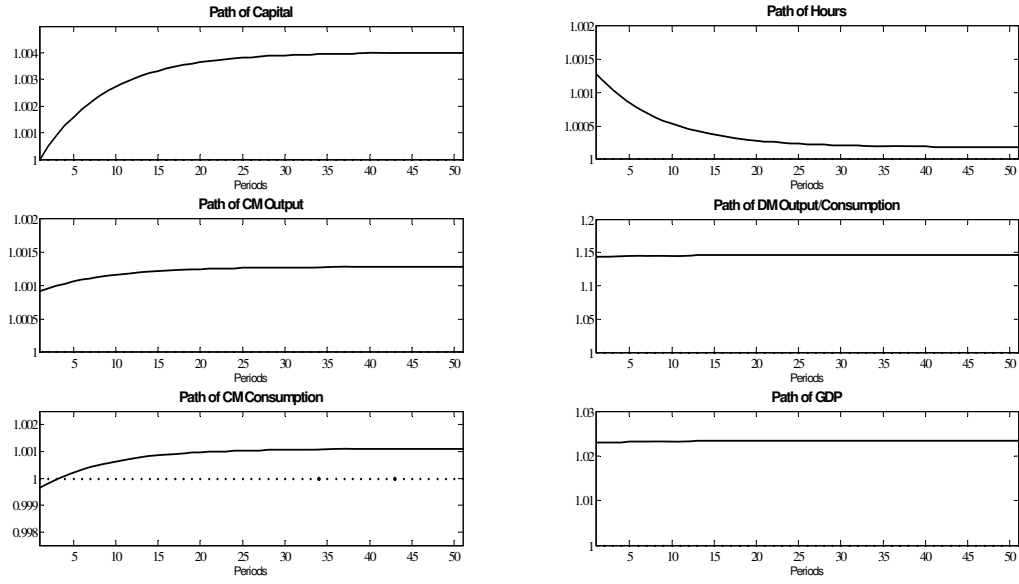 Path of Capital
1.004
1.003
1.002
1.001
1
5 10 15 20 25 30 35 40 45 50
Periods
Path of Hours
1.002
1.0015
1.001
1.0005
1
5 10 15 20 25 30 35 40 45 50
Periods
Path of CM Output
1.002
1.0015
1.001
1.0005
1
5 10 15 20 25 30 35 40 45 50
Periods
Path of DM Output/Consumption
1.2
1.15
1.1
1.05
1
5 10 15 20 25 30 35 40 45 50
Periods
Path of CM Consumption
1.002
1.001
1
0.999
0.998
5 10 15 20 25 30 35 40 45 50
Periods
Path of GDP
1.03
1.02
1.01
1
5 10 15 20 25 30 35 40 45 50
Periods